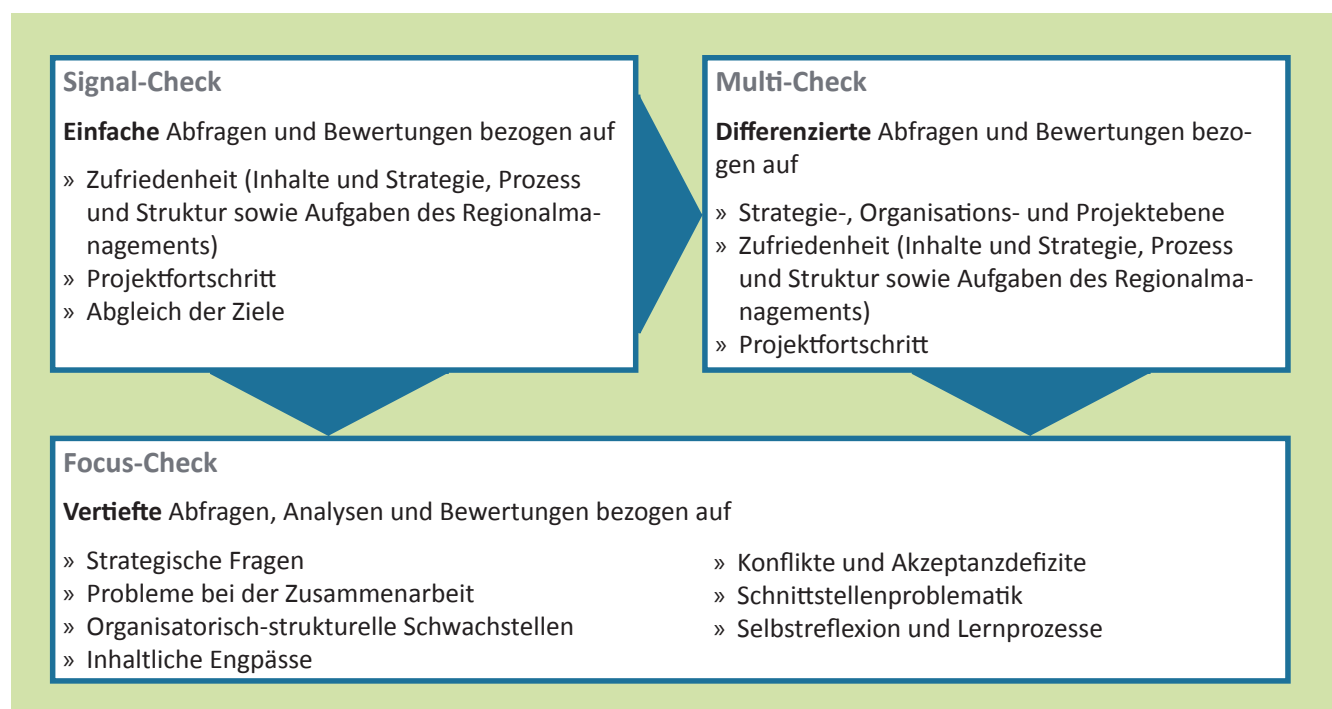 Signal-Check
Einfache Abfragen und Bewertungen bezogen auf
» Zufriedenheit (Inhalte und Strategie, Prozess
und Struktur sowie Aufgaben des Regionalma-
nagements)
» Projektfortschritt
» Abgleich der Ziele
Multi-Check
Differenzierte Abfragen und Bewertungen bezo-
gen auf
» Strategie-, Organisations- und Projektebene
» Zufriedenheit (Inhalte und Strategie, Prozess
und Struktur sowie Aufgaben des Regionalma-
nagements)
» Projektfortschritt
Focus-Check
Vertiefte Abfragen, Analysen und Bewertungen bezogen auf
» Strategische Fragen
» Probleme bei der Zusammenarbeit
» Organisatorisch-strukturelle Schwachstellen
» Inhaltliche Engpässe
» Konflikte und Akzeptanzdefizite
» Schnittstellenproblematik
» Selbstreflexion und Lernprozesse